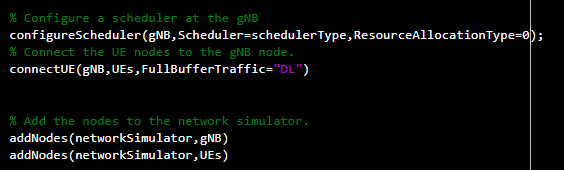 % Configure a scheduler at the gNB
configureScheduler(gNB,Scheduler=schedulerType,ResourceAllocationType=0);
% Connect the UE nodes to the gNB node.
connectUE(gNB,UEs,FullBufferTraffic="DL")
% Add the nodes to the network simulator.
addNodes(networkSimulator,gNB)
addNodes(networkSimulator,UEs)